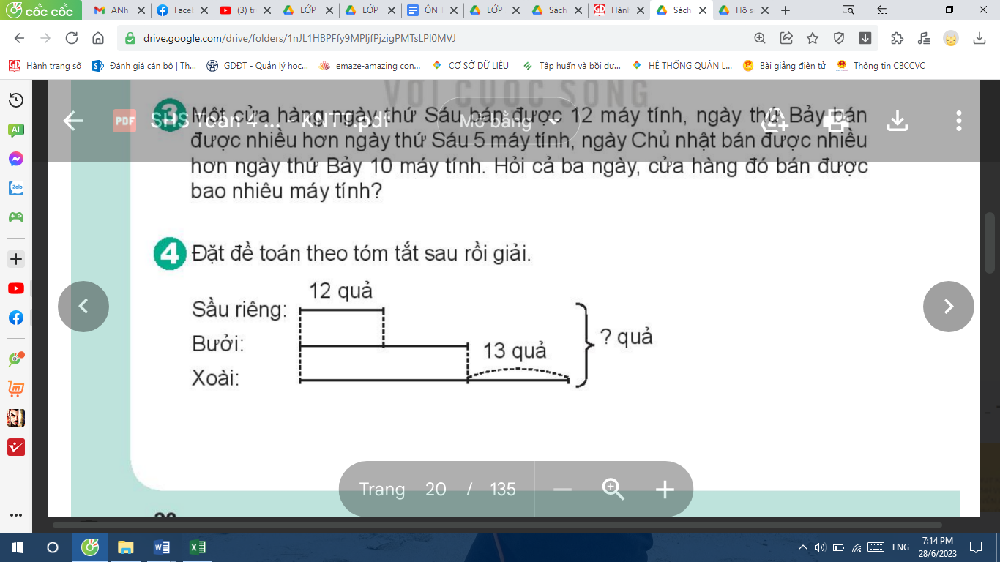 cốc cốc
ANh
Facel
(3) tr
LỚP
LỚP
ÔN T
LỚP
Sách
Hành
Sách
Hồ s
drive.google.com/drive/folders/1nJL1HBPFfy9MPIjfPjzigPMTsLPl0MVJ
Hành trang số
Đánh giá cán bộ | Th...
GDĐT - Quản lý học...
emaze-amazing con...
CƠ SỞ DỮ LIỆU
Tập huấn và bồi dư...
HỆ THỐNG QUẢN L...
Bài giảng điện tử
Thông tin CBCCVC
VỚI CUỘC SỐNG
PDF SHS Toán 4 ... - KNTT.pdf
Mở bằng
3 Một cửa hàng ngày thứ Sáu bán được 12 máy tính, ngày thứ Bảy bán
được nhiều hơn ngày thứ Sáu 5 máy tính, ngày Chủ nhật bán được nhiều
hơn ngày thứ Bảy 10 máy tính. Hỏi cả ba ngày, cửa hàng đó bán được
bao nhiêu máy tính?
4 Đặt đề toán theo tóm tắt sau rồi giải.
12 quả
Sầu riêng:
Bưởi:
13 quả
? quả
Xoài:
Trang 20 / 135
20
AI
Zalo
ENG
7:14 PM
28/6/2023